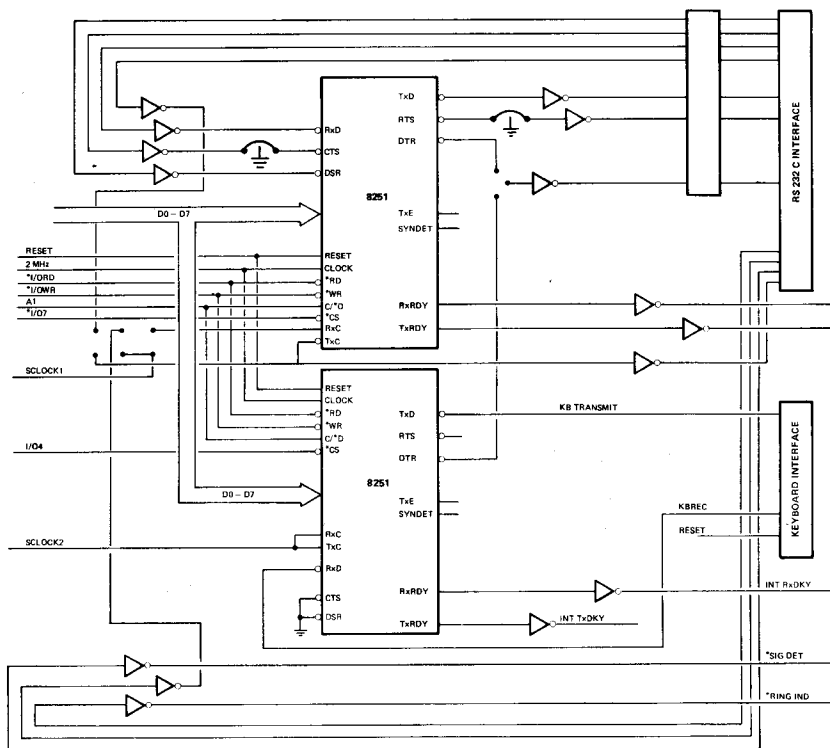 TxD
RTS
DTR
RxD
CTS
DSR
8251
RS 232 C INTERFACE
D0 – D7
TxE
SYNDET
RESET
2 MHz
*I/ORD
*I/OWR
A1
*I/O7
RESET
CLOCK
*RD
*WR
C/*D
*CS
RxC
TxC
RxRDY
TxRDY
SCLOCK1
RESET
CLOCK
*RD
*WR
C/*D
*CS
I/O4
TxD
KB TRANSMIT
RTS
DTR
8251
KEYBOARD INTERFACE
D0 – D7
TxE
SYNDET
KBREC
RESET
SCLOCK2
RxC
TxC
RxD
CTS
DSR
RxRDY
INT RxDKY
TxRDY
INT TxDKY
*SIG DET
*RING IND